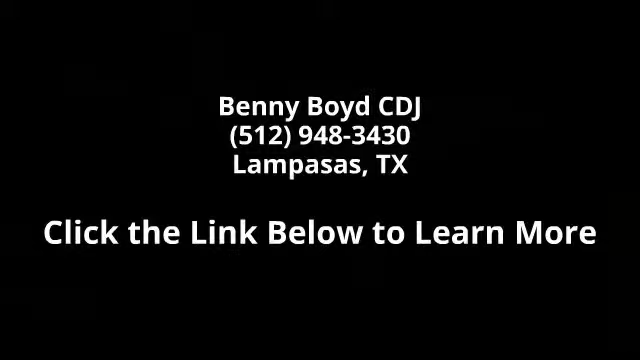 Benny Boyd CDJ
(512) 948-3430
Lampasas, TX
Click the Link Below to Learn More